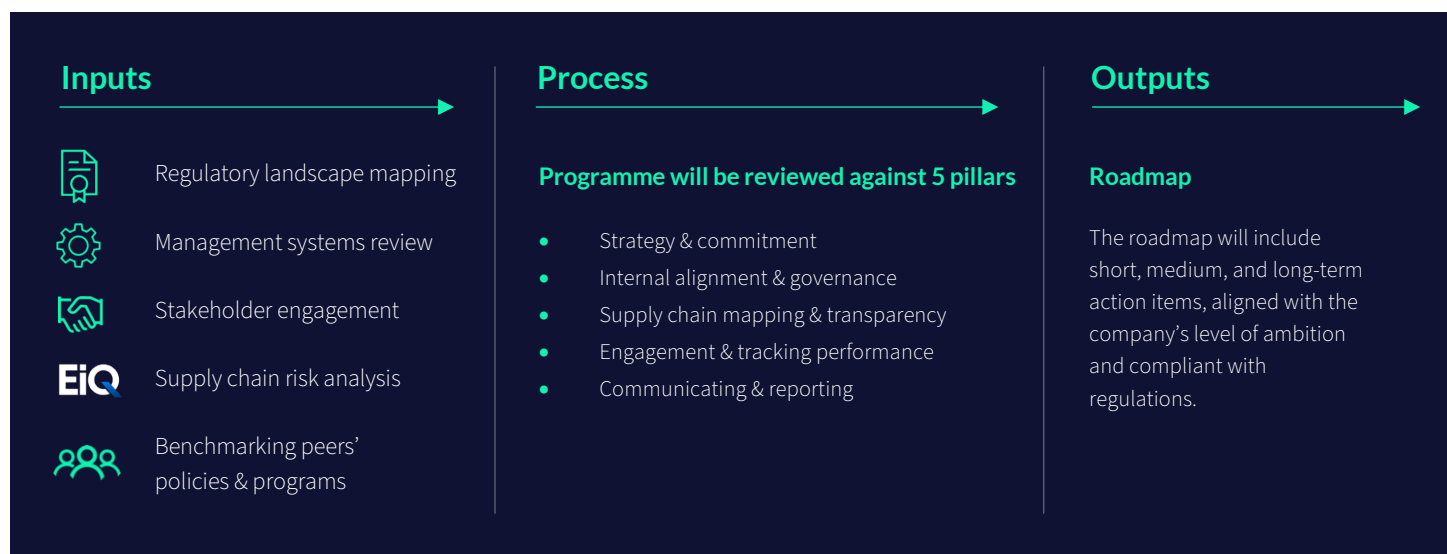 Inputs
Regulatory landscape mapping
Management systems review
Stakeholder engagement
EiQ
Supply chain risk analysis
Benchmarking peers’
policies & programs
Process
Programme will be reviewed against 5 pillars
• Strategy & commitment
• Internal alignment & governance
• Supply chain mapping & transparency
• Engagement & tracking performance
• Communicating & reporting
Outputs
Roadmap
The roadmap will include
short, medium, and long-term
action items, aligned with the
company’s level of ambition
and compliant with
regulations.